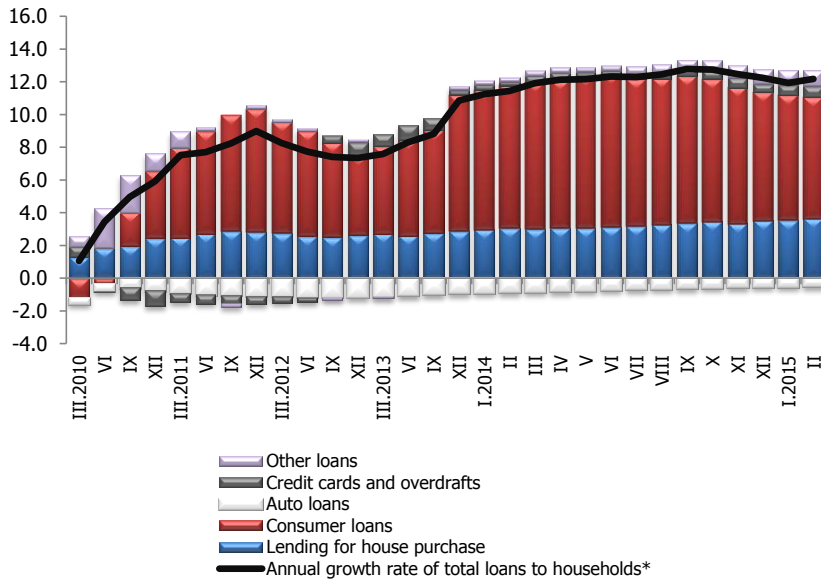 16.0
14.0
12.0
10.0
8.0
6.0
4.0
2.0
0.0
-2.0
-4.0
III.2010
VI
IX
XII
III.2011
VI
IX
XII
III.2012
VI
IX
XII
III.2013
VI
IX
XII
I.2014
II
III
IV
V
VI
VII
VIII
IX
X
XI
XII
I.2015
II
Other loans
Credit cards and overdrafts
Auto loans
Consumer loans
Lending for house purchase
Annual growth rate of total loans to households*